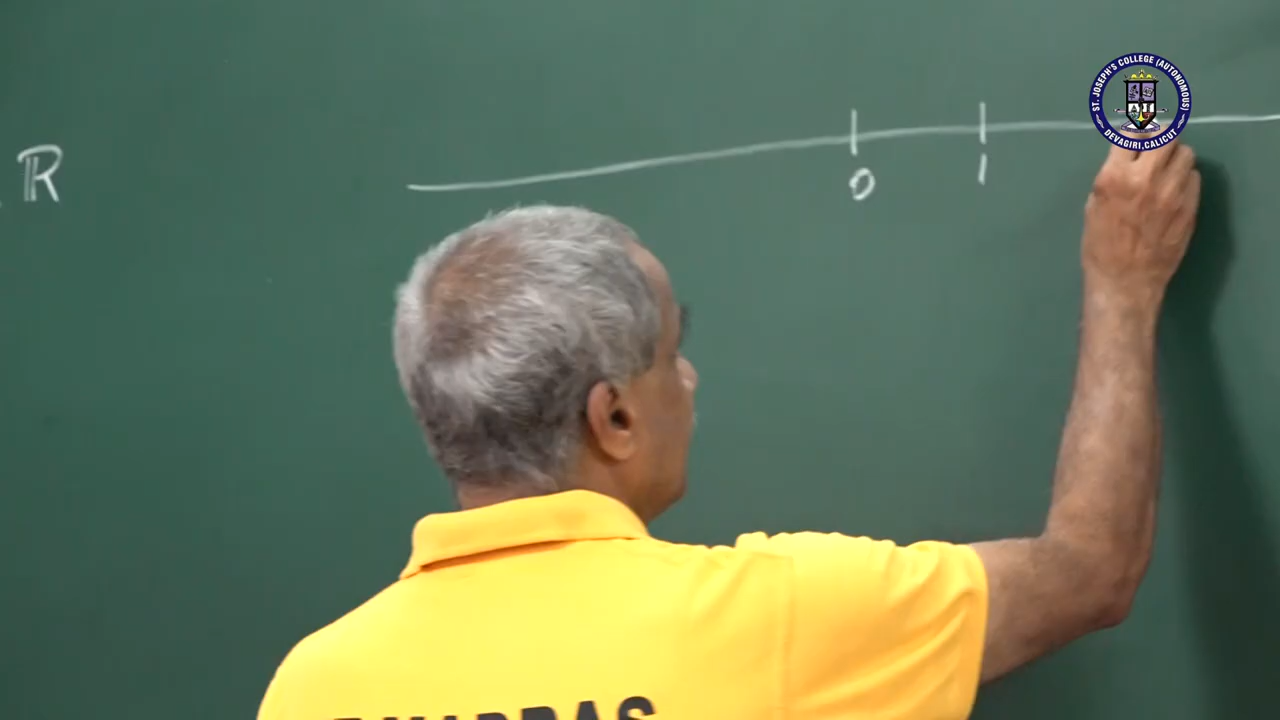 ℝ
0 1
ST. JOSEPH'S COLLEGE (AUTONOMOUS)
DEVAGIRI, CALICUT